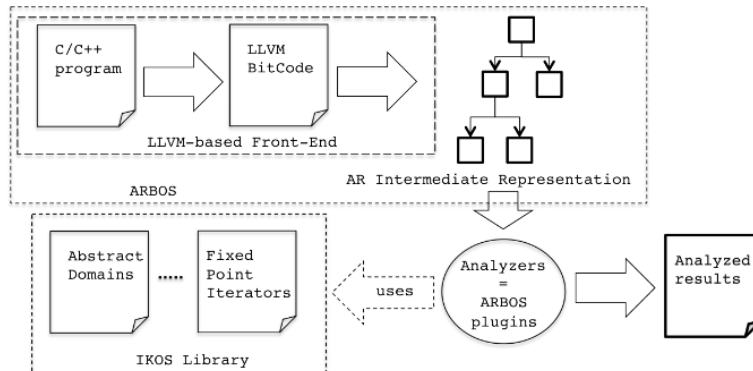 C/C++
program
LLVM
BitCode
LLVM-based Front-End
AR Intermediate Representation
ARBOS
Abstract
Domains
.....
Fixed
Point
Iterators
IKOS Library
uses
Analyzers
=
ARBOS
plugins
Analyzed
results